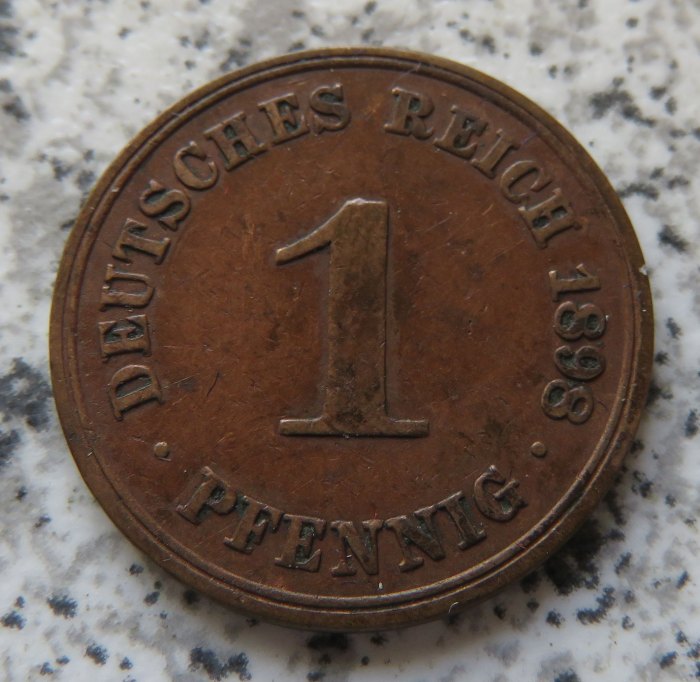 DEUTSCHES REICH 1898
1
PFENNIG